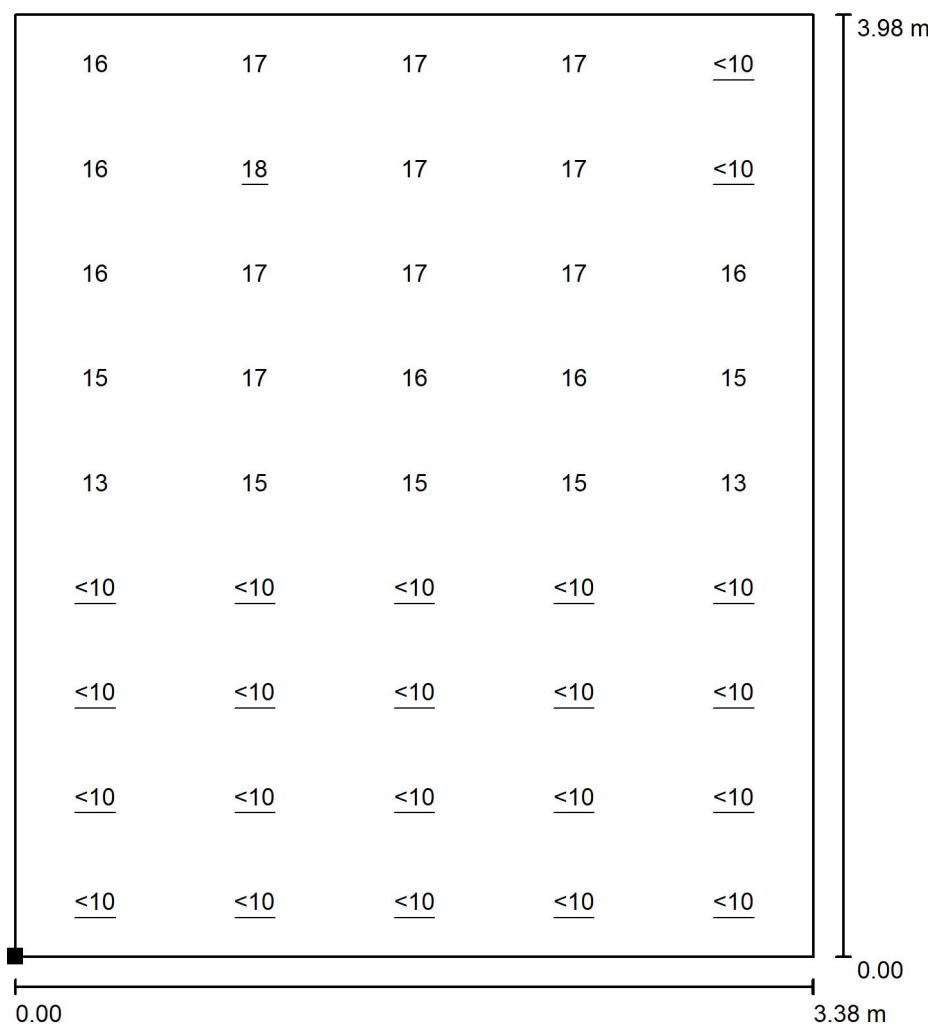 3.98 m
16 17 17 17 <10
16 18 17 17 <10
16 17 17 17 16
15 17 16 16 15
13 15 15 15 13
<10 <10 <10 <10 <10
<10 <10 <10 <10 <10
<10 <10 <10 <10 <10
<10 <10 <10 <10 <10
0.00
0.00 3.38 m